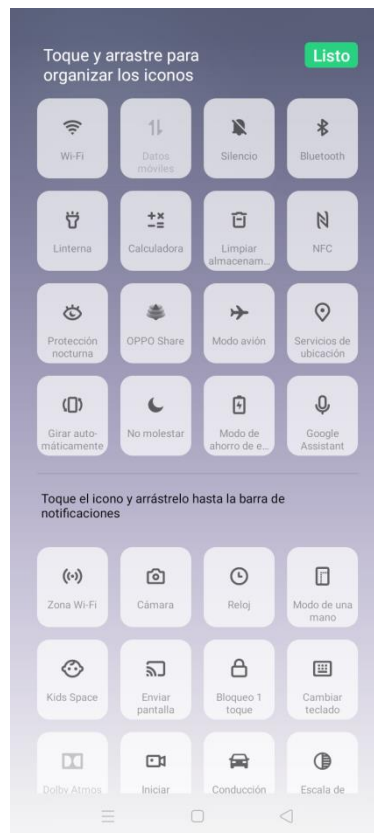 Toque y arrastre para
organizar los iconos
Listo
Wi-Fi
Datos
móviles
Silencio
Bluetooth
Linterna
Calculadora
Limpiar
almacenam...
NFC
Protección
nocturna
OPPO Share
Modo avión
Servicios de
ubicación
Girar auto-
máticamente
No molestar
Modo de
ahorro de e...
Google
Assistant
Toque el icono y arrástrelo hasta la barra de
notificaciones
Zona Wi-Fi
Cámara
Reloj
Modo de una
mano
Kids Space
Enviar
pantalla
Bloqueo 1
toque
Cambiar
teclado
Dolby Atmos
Iniciar
Conducción
Escala de